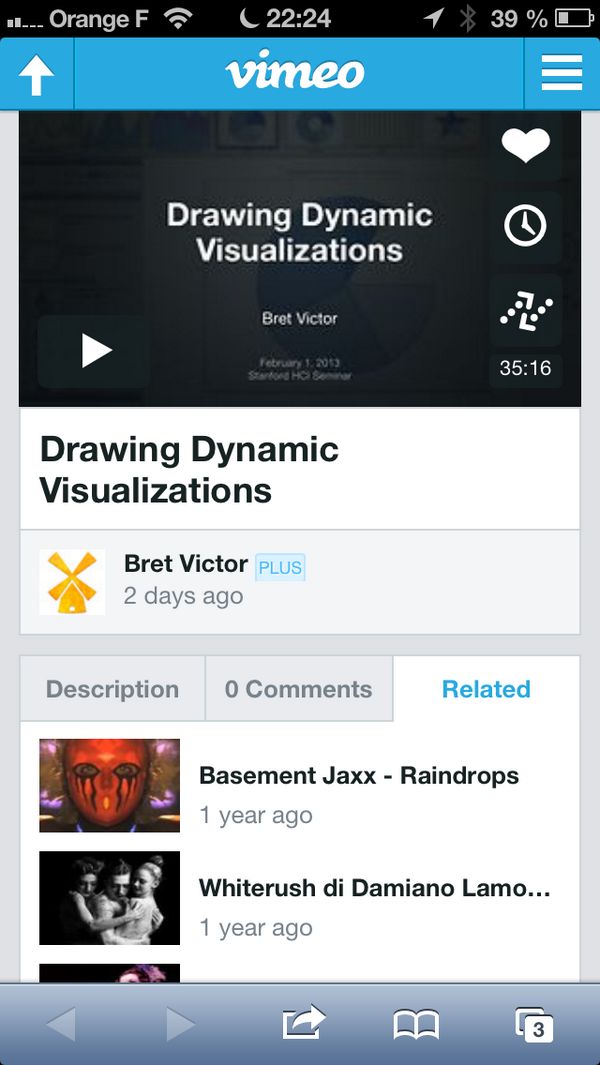 Orange F 22:24 39 %
vimeo
Drawing Dynamic
Visualizations
Bret Victor
February 1, 2013
Stanford HCI Seminar
35:16
Drawing Dynamic
Visualizations
Bret Victor PLUS
2 days ago
Description 0 Comments Related
Basement Jaxx - Raindrops
1 year ago
Whiterush di Damiano Lamo...
1 year ago
3